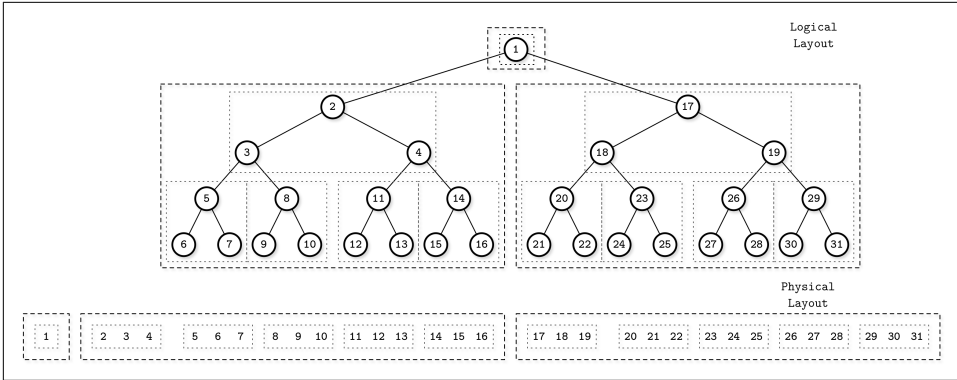 Logical
Layout
1
2 17
3 4 18 19
5 8 11 14 20 23 26 29
6 7 9 10 12 13 15 16 21 22 24 25 27 28 30 31
Physical
Layout
1 2 3 4 5 6 7 8 9 10 11 12 13 14 15 16 17 18 19 20 21 22 23 24 25 26 27 28 29 30 31